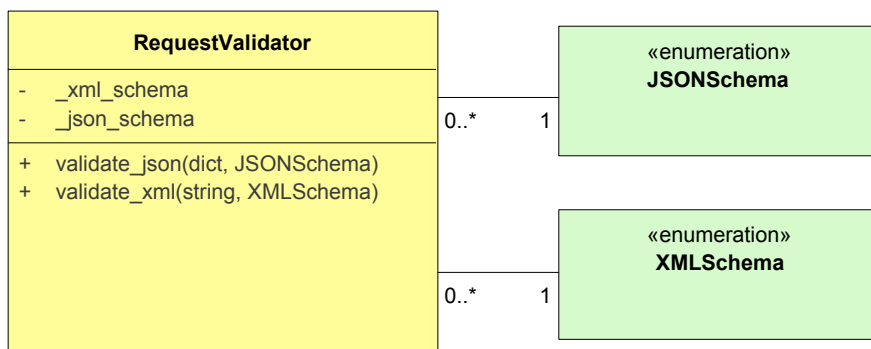 RequestValidator
- _xml_schema
- _json_schema
+ validate_json(dict, JSONSchema)
+ validate_xml(string, XMLSchema)
0..* 1
«enumeration»
JSONSchema
0..* 1
«enumeration»
XMLSchema